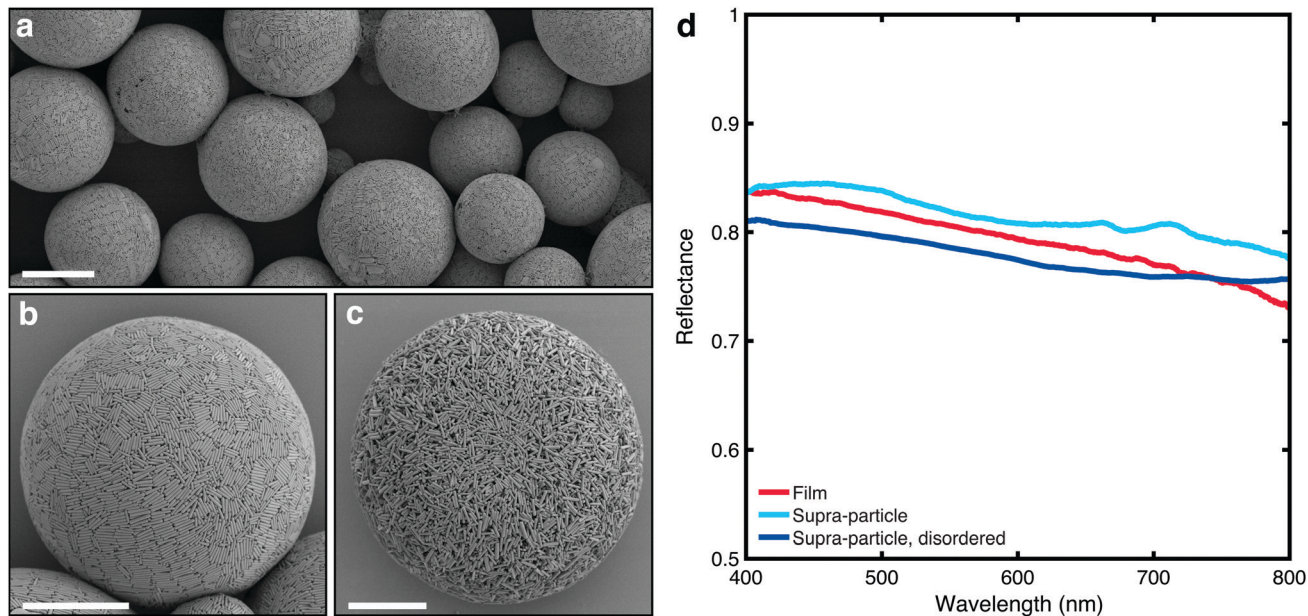 a
b
c
d
1
0.9
0.8
0.7
0.6
0.5
Reflectance
Film
Supra-particle
Supra-particle, disordered
400
500
600
700
800
Wavelength (nm)